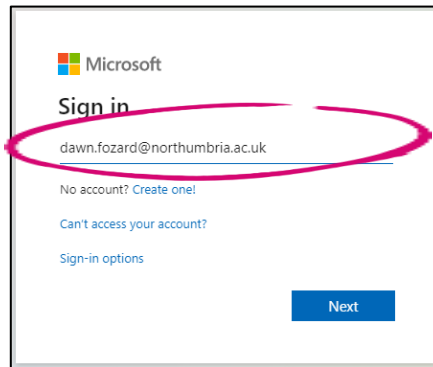 Microsoft
Sign in
dawn.fozard@northumbria.ac.uk
No account? Create one!
Can't access your account?
Sign-in options
Next